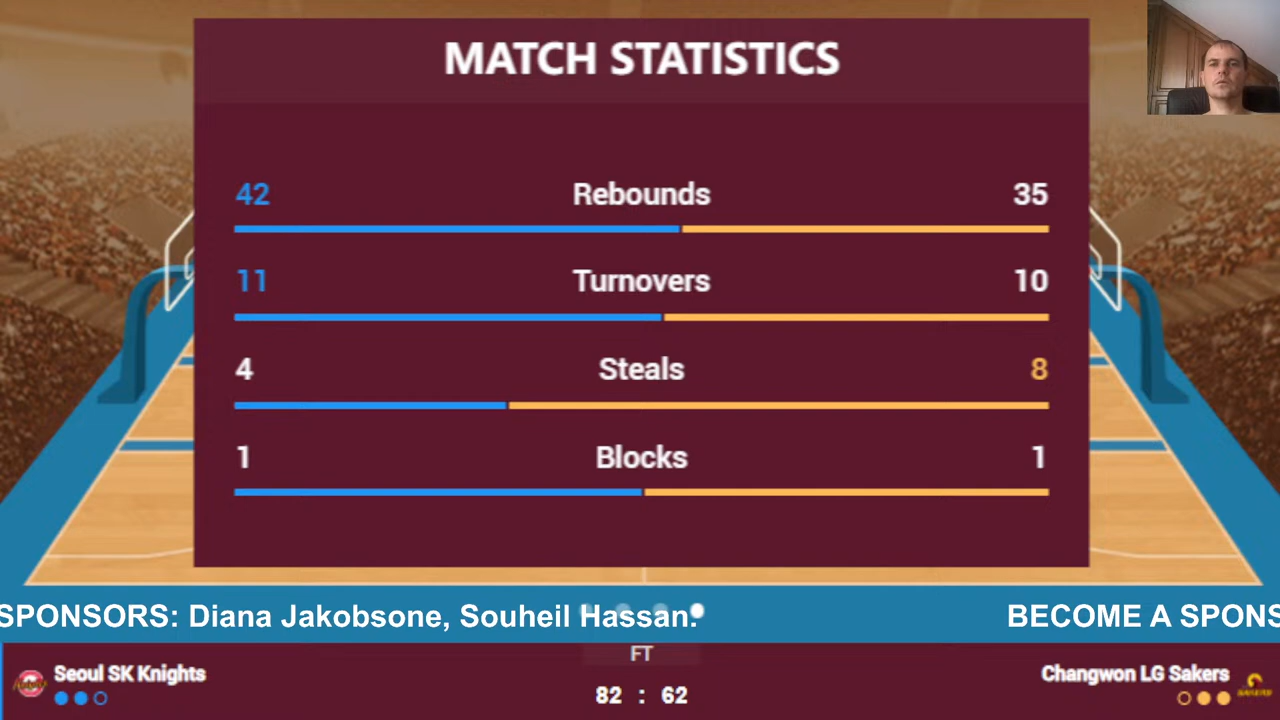 MATCH STATISTICS
42 Rebounds 35
11 Turnovers 10
4 Steals 8
1 Blocks 1
SPONSORS: Diana Jakobsone, Souheil Hassan. BECOME A SPONS
FT
Seoul SK Knights 82 : 62 Changwon LG Sakers
SAKERS